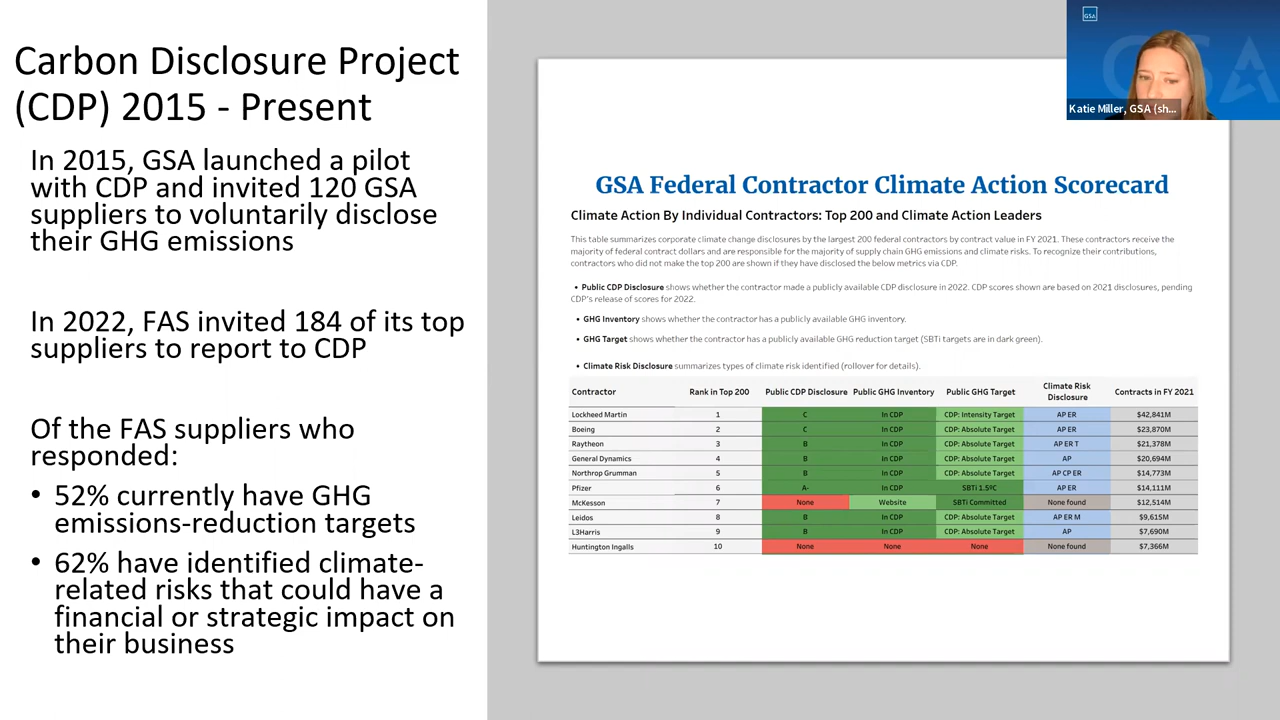 Carbon Disclosure Project
(CDP) 2015 - Present
In 2015, GSA launched a pilot
with CDP and invited 120 GSA
suppliers to voluntarily disclose
their GHG emissions
In 2022, FAS invited 184 of its top
suppliers to report to CDP
Of the FAS suppliers who
responded:
• 52% currently have GHG
emissions-reduction targets
• 62% have identified climate-
related risks that could have a
financial or strategic impact on
their business
GSA
GSA
Katie Miller, GSA (sh...
GSA Federal Contractor Climate Action Scorecard
Climate Action By Individual Contractors: Top 200 and Climate Action Leaders
This table summarizes corporate climate change disclosures by the largest 200 federal contractors by contract value in FY 2021. These contractors receive the
majority of federal contract dollars and are responsible for the majority of supply chain GHG emissions and climate risks. To recognize their contributions,
contractors who did not make the top 200 are shown if they have disclosed the below metrics via CDP.
• Public CDP Disclosure shows whether the contractor made a publicly available CDP disclosure in 2022. CDP scores shown are based on 2021 disclosures, pending
CDP's release of scores for 2022.
• GHG Inventory shows whether the contractor has a publicly available GHG inventory.
• GHG Target shows whether the contractor has a publicly available GHG reduction target (SBTi targets are in dark green).
• Climate Risk Disclosure summarizes types of climate risk identified (rollover for details).
Contractor Rank in Top 200 Public CDP Disclosure Public GHG Inventory Public GHG Target Climate Risk Disclosure Contracts in FY 2021
Lockheed Martin 1 C In CDP CDP: Intensity Target AP ER $42,841M
Boeing 2 C In CDP CDP: Absolute Target AP ER $23,870M
Raytheon 3 B In CDP CDP: Absolute Target AP ER T $21,378M
General Dynamics 4 B In CDP CDP: Absolute Target AP $20,694M
Northrop Grumman 5 B In CDP CDP: Absolute Target AP CP ER $14,773M
Pfizer 6 A- In CDP SBTi 1.5ºC AP ER $14,111M
McKesson 7 None Website SBTi Committed None found $12,514M
Leidos 8 B In CDP CDP: Absolute Target AP ER M $9,615M
L3Harris 9 B In CDP CDP: Absolute Target AP $7,690M
Huntington Ingalls 10 None None None None found $7,366M